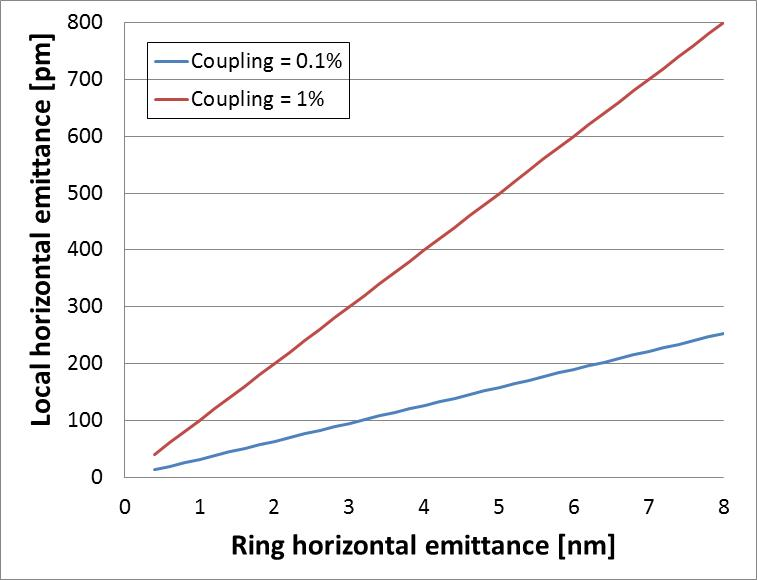 800
700
600
500
400
300
200
100
0
Local horizontal emittance [pm]
Coupling = 0.1%
Coupling = 1%
0 1 2 3 4 5 6 7 8
Ring horizontal emittance [nm]